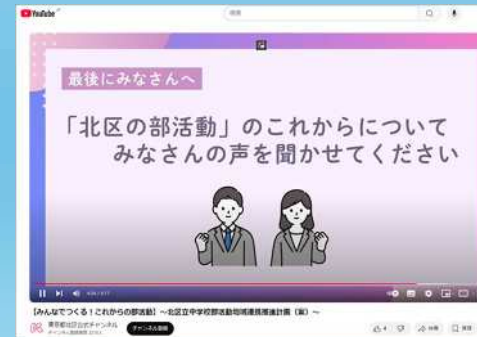 YouTube
検索
最後にみなさんへ
「北区の部活動」のこれからについて
みなさんの声を聞かせてください
【みんなでつくる！これからの部活動】～北区立中学校部活動地域連携推進計画（案）～
東京都北区公式チャンネル
チャンネル登録